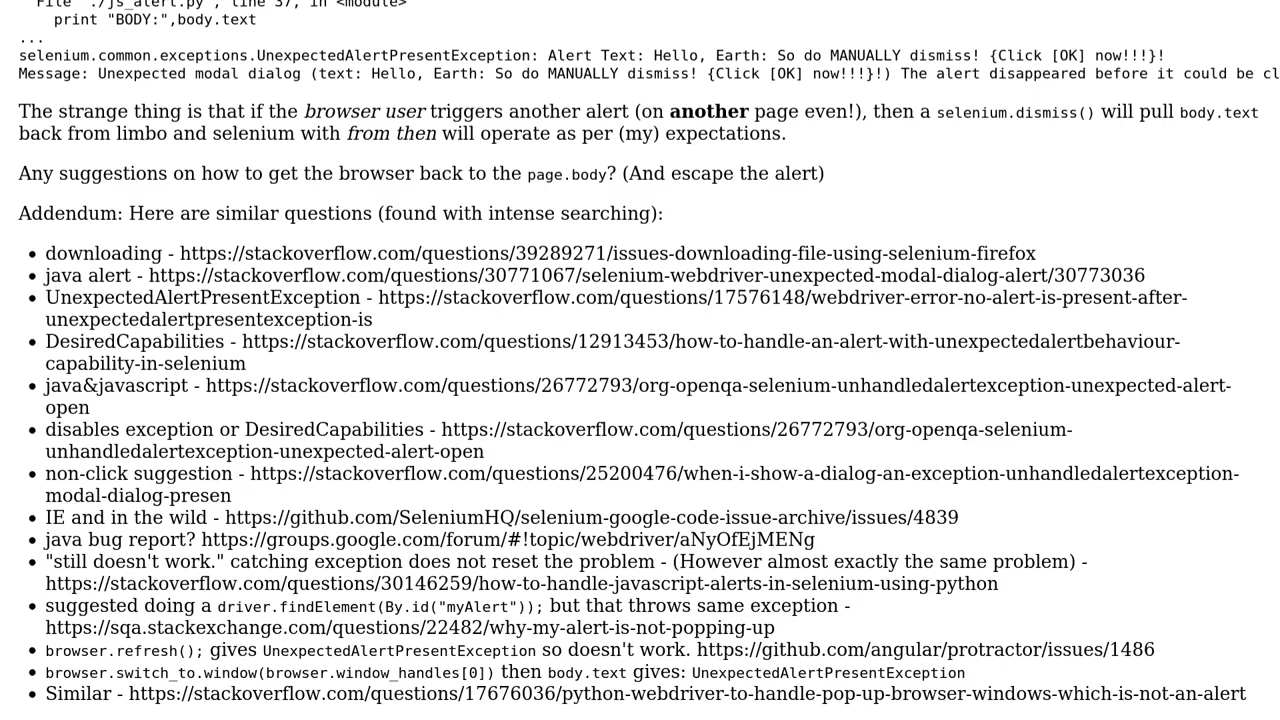 File "./js_alert.py", line 37, in <module>
print "BODY:",body.text
...
selenium.common.exceptions.UnexpectedAlertPresentException: Alert Text: Hello, Earth: So do MANUALLY dismiss! {Click [OK] now!!!}!
Message: Unexpected modal dialog (text: Hello, Earth: So do MANUALLY dismiss! {Click [OK] now!!!}!) The alert disappeared before it could be cl
The strange thing is that if the browser user triggers another alert (on another page even!), then a selenium.dismiss() will pull body.text
back from limbo and selenium with from then will operate as per (my) expectations.
Any suggestions on how to get the browser back to the page.body? (And escape the alert)
Addendum: Here are similar questions (found with intense searching):
• downloading - https://stackoverflow.com/questions/39289271/issues-downloading-file-using-selenium-firefox
• java alert - https://stackoverflow.com/questions/30771067/selenium-webdriver-unexpected-modal-dialog-alert/30773036
• UnexpectedAlertPresentException - https://stackoverflow.com/questions/17576148/webdriver-error-no-alert-is-present-after-
unexpectedalertpresentexception-is
• DesiredCapabilities - https://stackoverflow.com/questions/12913453/how-to-handle-an-alert-with-unexpectedalertbehaviour-
capability-in-selenium
• java&javascript - https://stackoverflow.com/questions/26772793/org-openqa-selenium-unhandledalertexception-unexpected-alert-
open
• disables exception or DesiredCapabilities - https://stackoverflow.com/questions/26772793/org-openqa-selenium-
unhandledalertexception-unexpected-alert-open
• non-click suggestion - https://stackoverflow.com/questions/25200476/when-i-show-a-dialog-an-exception-unhandledalertexception-
modal-dialog-presen
• IE and in the wild - https://github.com/SeleniumHQ/selenium-google-code-issue-archive/issues/4839
• java bug report? https://groups.google.com/forum/#!topic/webdriver/aNyOfEjMENg
• "still doesn't work." catching exception does not reset the problem - (However almost exactly the same problem) -
https://stackoverflow.com/questions/30146259/how-to-handle-javascript-alerts-in-selenium-using-python
• suggested doing a driver.findElement(By.id("myAlert")); but that throws same exception -
https://sqa.stackexchange.com/questions/22482/why-my-alert-is-not-popping-up
• browser.refresh(); gives UnexpectedAlertPresentException so doesn't work. https://github.com/angular/protractor/issues/1486
• browser.switch_to.window(browser.window_handles[0]) then body.text gives: UnexpectedAlertPresentException
• Similar - https://stackoverflow.com/questions/17676036/python-webdriver-to-handle-pop-up-browser-windows-which-is-not-an-alert